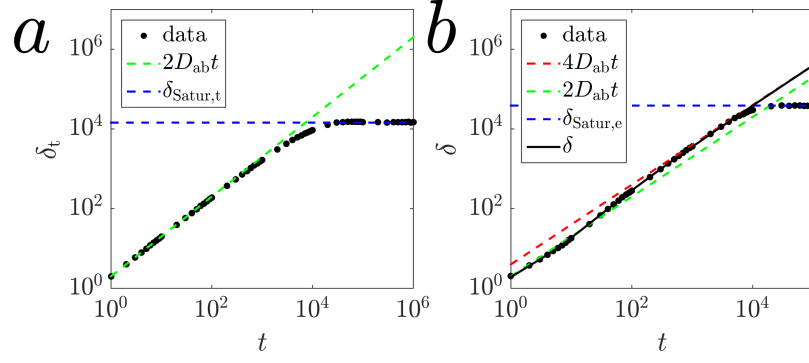 a
10^6
10^4
10^2
10^0
δ_t
data
2D_ab t
δ_Satur,t
10^0
10^2
10^4
10^6
t
b
10^6
10^4
10^2
10^0
δ
data
4D_ab t
2D_ab t
δ_Satur,e
δ
10^0
10^2
10^4
t